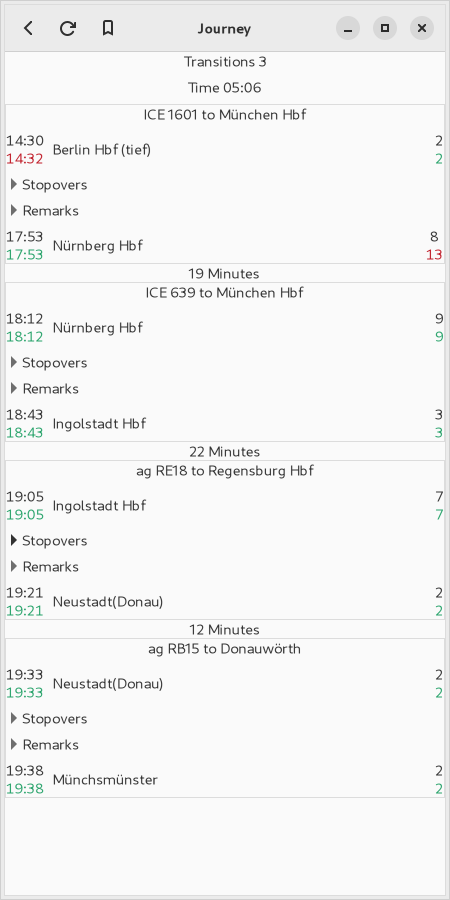 Journey
Transitions 3
Time 05:06
ICE 1601 to München Hbf
14:30 Berlin Hbf (tief) 2
14:32 2
Stopovers
Remarks
17:53 Nürnberg Hbf 8
17:53 13
19 Minutes
ICE 639 to München Hbf
18:12 Nürnberg Hbf 9
18:12 9
Stopovers
Remarks
18:43 Ingolstadt Hbf 3
18:43 3
22 Minutes
ag RE18 to Regensburg Hbf
19:05 Ingolstadt Hbf 7
19:05 7
Stopovers
Remarks
19:21 Neustadt(Donau) 2
19:21 2
12 Minutes
ag RB15 to Donauwörth
19:33 Neustadt(Donau) 2
19:33 2
Stopovers
Remarks
19:38 Münchsmünster 2
19:38 2